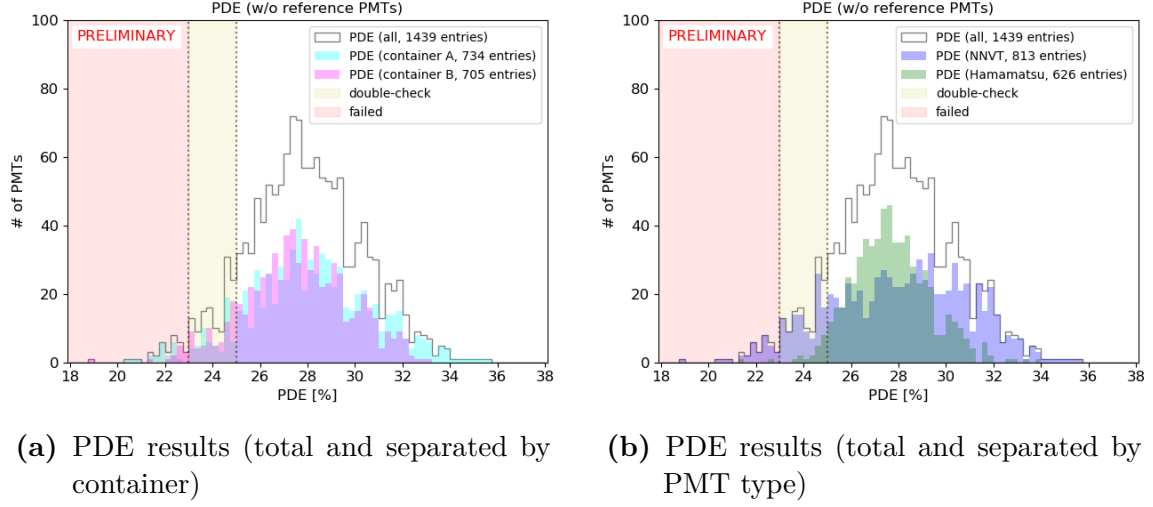 PDE (w/o reference PMTs)
PRELIMINARY
PDE (all, 1439 entries)
PDE (container A, 734 entries)
PDE (container B, 705 entries)
double-check
failed
100
80
60
40
20
0
# of PMTs
18 20 22 24 26 28 30 32 34 36 38
PDE [%]
(a) PDE results (total and separated by
container)
PDE (w/o reference PMTs)
PRELIMINARY
PDE (all, 1439 entries)
PDE (NNVT, 813 entries)
PDE (Hamamatsu, 626 entries)
double-check
failed
100
80
60
40
20
0
# of PMTs
18 20 22 24 26 28 30 32 34 36 38
PDE [%]
(b) PDE results (total and separated by
PMT type)